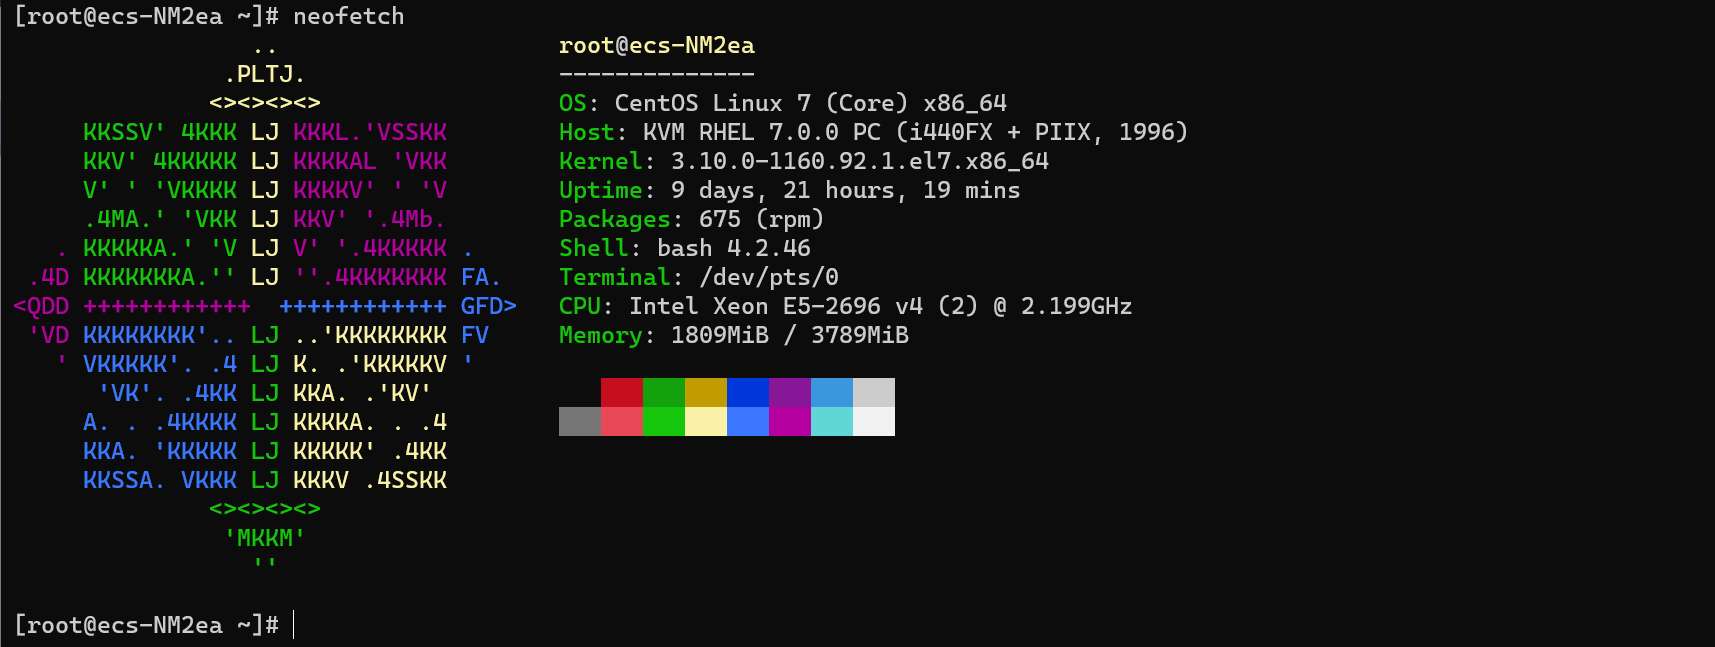 [root@ecs-NM2ea ~]# neofetch
..
.PLTJ.
<><><><>
KKSSV' 4KKK LJ KKKL.'VSSKK
KKV' 4KKKKK LJ KKKKAL 'VKK
V' ' 'VKKKK LJ KKKKV' ' 'V
.4MA.' 'VKK LJ KKV' '.4Mb.
. KKKKKA.' 'V LJ V' '.4KKKKK .
.4D KKKKKKKA.'' LJ ''.4KKKKKKK FA.
<QDD ++++++++++++  ++++++++++++ GFD>
'VD KKKKKKKK'.. LJ ..'KKKKKKKK FV
' VKKKKK'. .4 LJ K. .'KKKKKV '
'VK'. .4KK LJ KKA. .'KV'
A. . .4KKKK LJ KKKKA. . .4
KKA. 'KKKKK LJ KKKKK' .4KK
KKSSA. VKKK LJ KKKV .4SSKK
<><><><>
'MKKM'
''
root@ecs-NM2ea
--------------
OS: CentOS Linux 7 (Core) x86_64
Host: KVM RHEL 7.0.0 PC (i440FX + PIIX, 1996)
Kernel: 3.10.0-1160.92.1.el7.x86_64
Uptime: 9 days, 21 hours, 19 mins
Packages: 675 (rpm)
Shell: bash 4.2.46
Terminal: /dev/pts/0
CPU: Intel Xeon E5-2696 v4 (2) @ 2.199GHz
Memory: 1809MiB / 3789MiB
[root@ecs-NM2ea ~]#